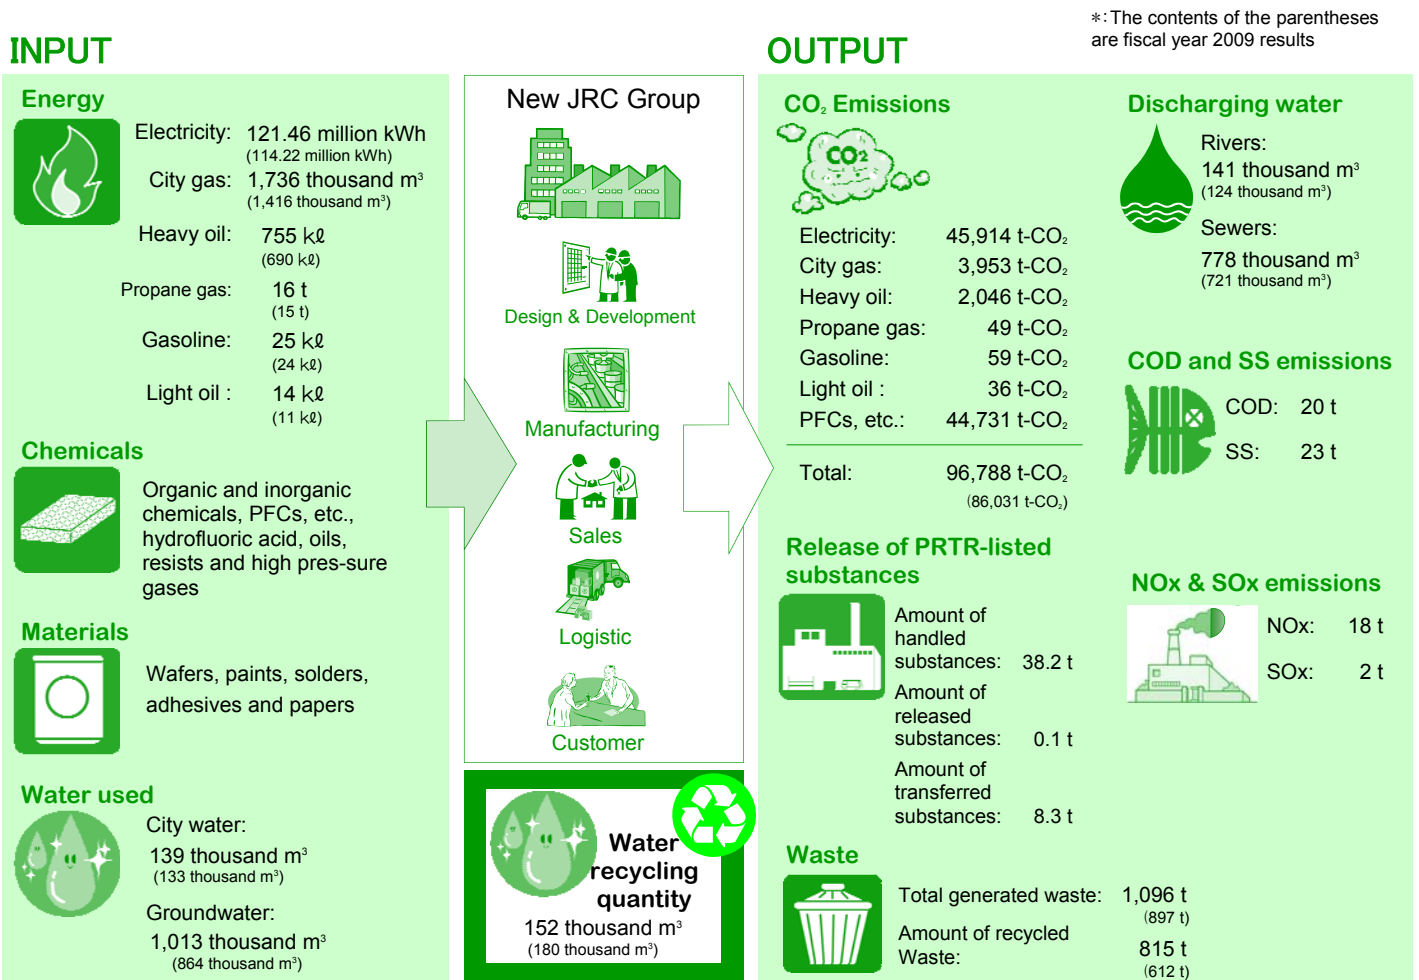 *:The contents of the parentheses
are fiscal year 2009 results
INPUT
Energy
Electricity: 121.46 million kWh
(114.22 million kWh)
City gas: 1,736 thousand m³
(1,416 thousand m³)
Heavy oil: 755 kℓ
(690 kℓ)
Propane gas: 16 t
(15 t)
Gasoline: 25 kℓ
(24 kℓ)
Light oil : 14 kℓ
(11 kℓ)
Chemicals
Organic and inorganic
chemicals, PFCs, etc.,
hydrofluoric acid, oils,
resists and high pres-sure
gases
Materials
Wafers, paints, solders,
adhesives and papers
Water used
City water:
139 thousand m³
(133 thousand m³)
Groundwater:
1,013 thousand m³
(864 thousand m³)
New JRC Group
Design & Development
Manufacturing
Sales
Logistic
Customer
Water
recycling
quantity
152 thousand m³
(180 thousand m³)
OUTPUT
CO₂ Emissions
CO2
Electricity: 45,914 t-CO₂
City gas: 3,953 t-CO₂
Heavy oil: 2,046 t-CO₂
Propane gas: 49 t-CO₂
Gasoline: 59 t-CO₂
Light oil : 36 t-CO₂
PFCs, etc.: 44,731 t-CO₂
Total: 96,788 t-CO₂
(86,031 t-CO₂)
Release of PRTR-listed
substances
Amount of
handled
substances: 38.2 t
Amount of
released
substances: 0.1 t
Amount of
transferred
substances: 8.3 t
Waste
Total generated waste: 1,096 t
(897 t)
Amount of recycled
Waste: 815 t
(612 t)
Discharging water
Rivers:
141 thousand m³
(124 thousand m³)
Sewers:
778 thousand m³
(721 thousand m³)
COD and SS emissions
COD: 20 t
SS: 23 t
NOx & SOx emissions
NOx: 18 t
SOx: 2 t